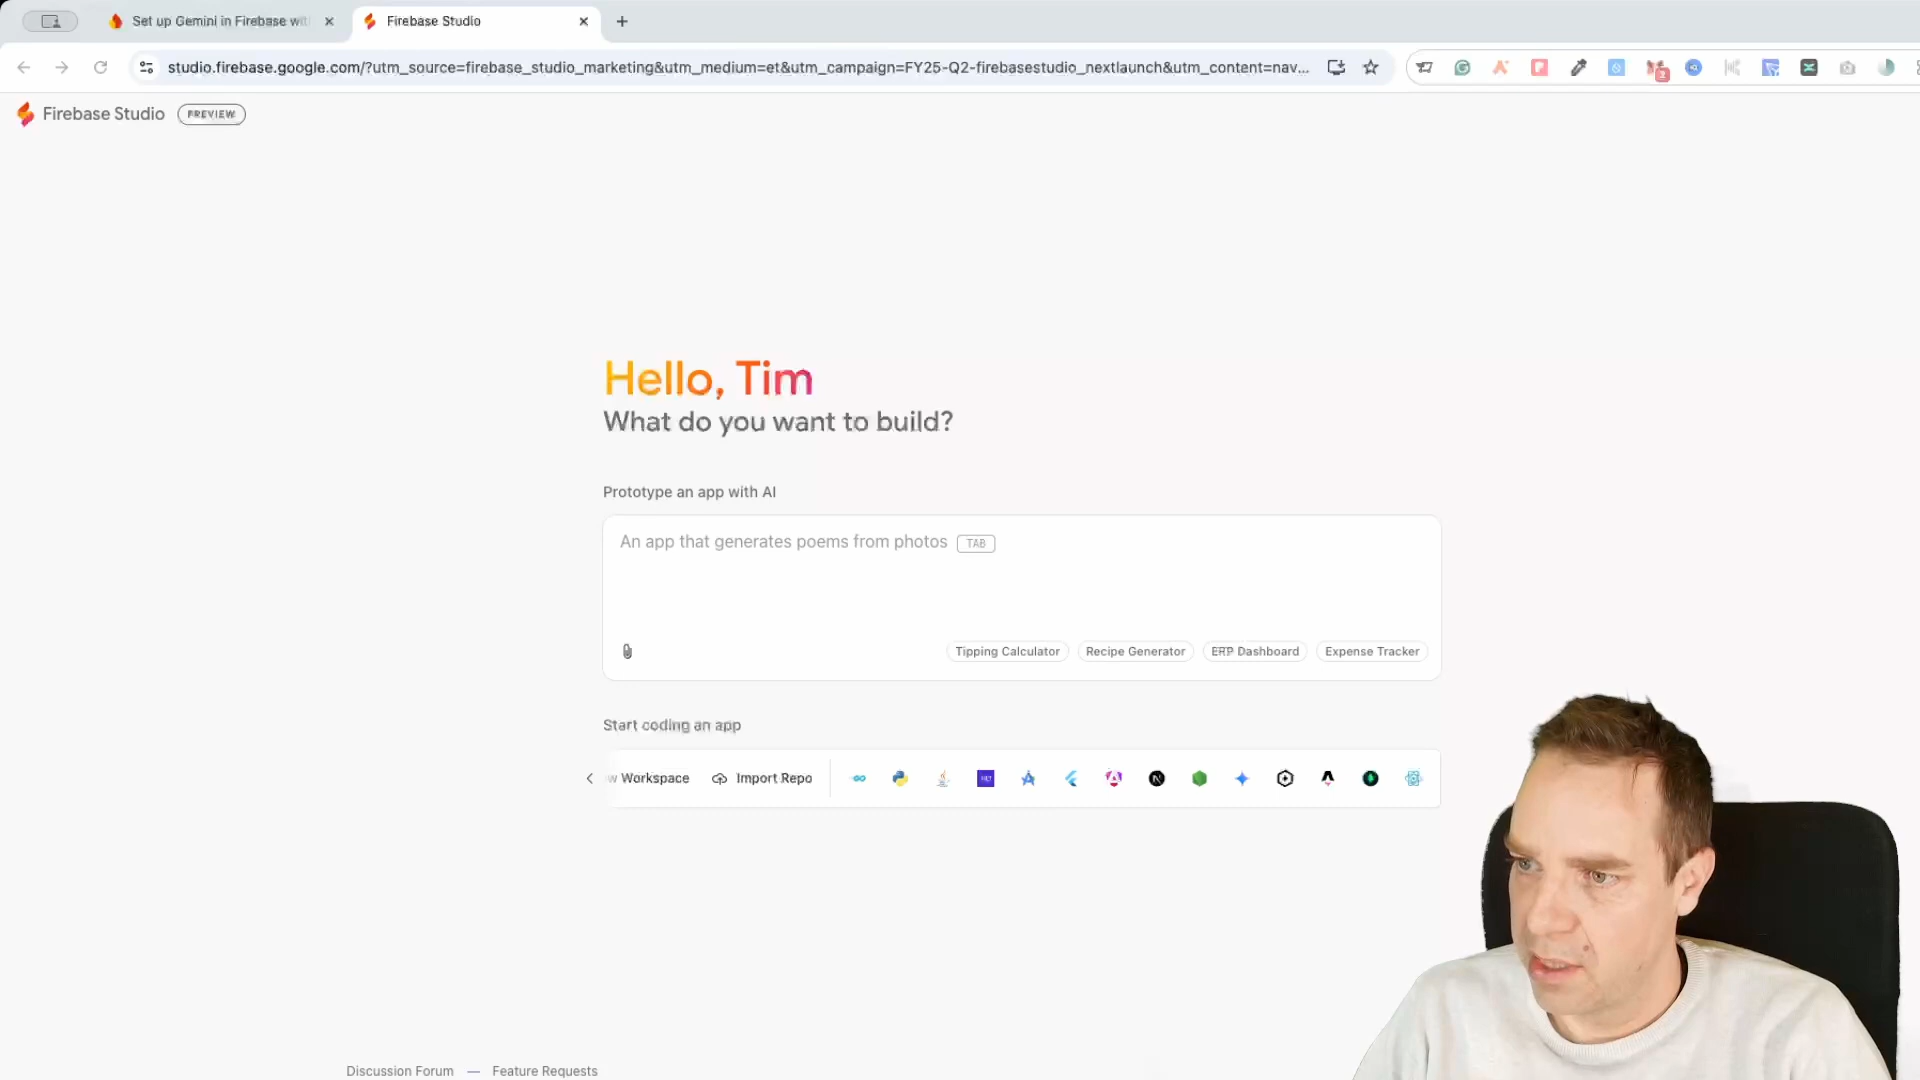 Set up Gemini in Firebase wit
Firebase Studio
studio.firebase.google.com/?utm_source=firebase_studio_marketing&utm_medium=et&utm_campaign=FY25-Q2-firebasestudio_nextlaunch&utm_content=nav...
2
Firebase Studio PREVIEW
Hello, Tim
What do you want to build?
Prototype an app with AI
An app that generates poems from photos TAB
Tipping Calculator Recipe Generator ERP Dashboard Expense Tracker
Start coding an app
w Workspace Import Repo
Discussion Forum — Feature Requests